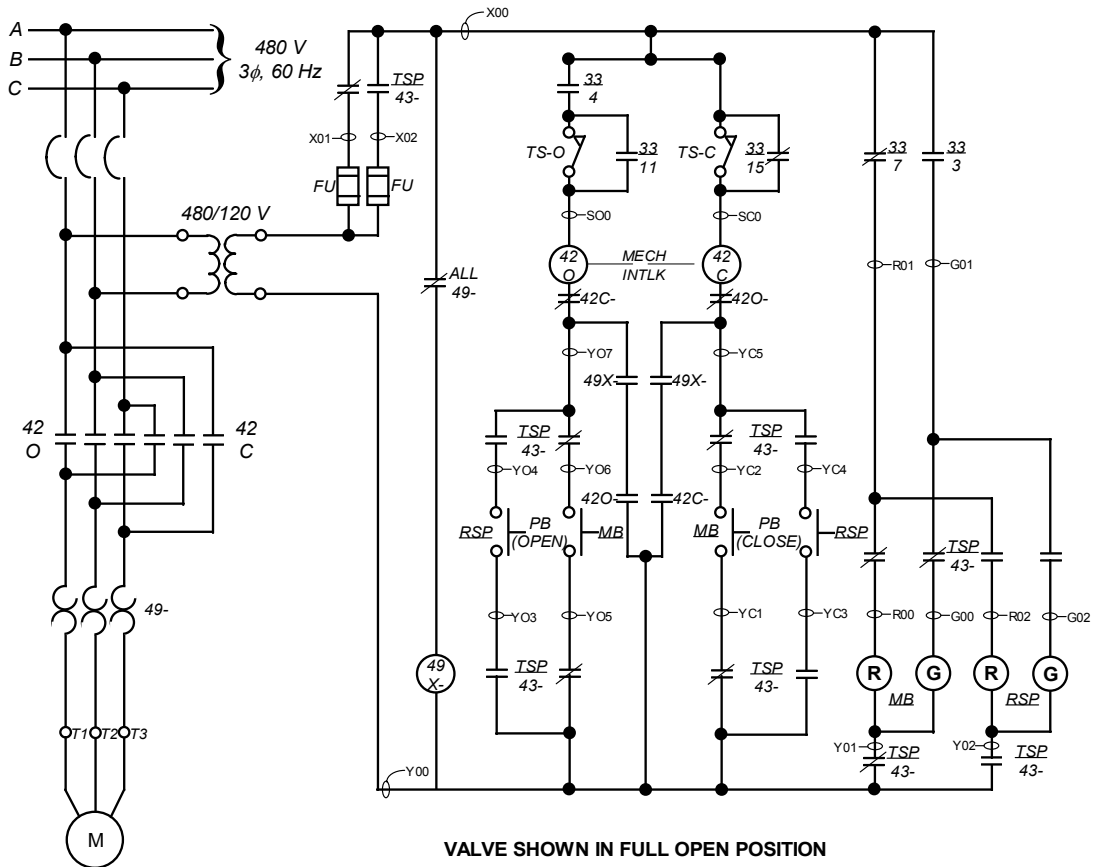 X00
A
B
C
480 V
3ϕ, 60 Hz
TSP
43-
X01
X02
FU
FU
33
4
TS-O
33
11
TS-C
33
15
33
7
33
3
480/120 V
SO0
SC0
ALL
49-
42
O
MECH
INTLK
42
C
R01
G01
42C-
42O-
YO7
YC5
49X-
49X-
42
O
42
C
TSP
43-
TSP
43-
YO4
YO6
YC2
YC4
42O-
42C-
RSP
PB
(OPEN)
MB
MB
PB
(CLOSE)
RSP
TSP
43-
49-
YO3
YO5
YC1
YC3
R00
G00
R02
G02
49
X-
TSP
43-
TSP
43-
R
G
R
G
MB
RSP
T1
T2
T3
Y01
TSP
43-
Y02
TSP
43-
Y00
M
VALVE SHOWN IN FULL OPEN POSITION